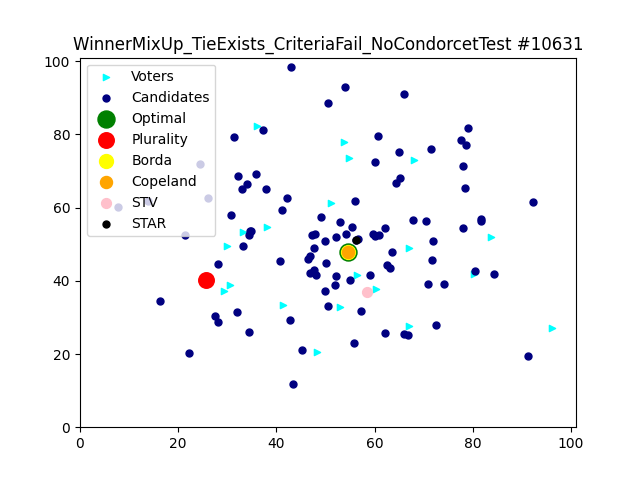 WinnerMixUp_TieExists_CriteriaFail_NoCondorcetTest #10631
100
80
60
40
20
0
Voters
Candidates
Optimal
Plurality
Borda
Copeland
STV
STAR
0 20 40 60 80 100